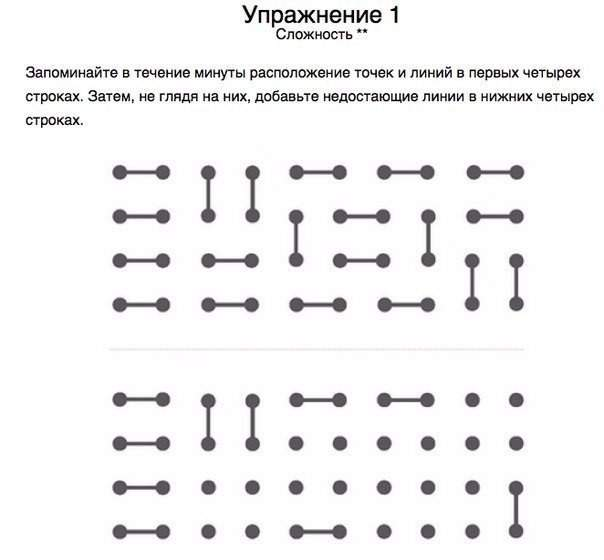 Упражнение 1
Сложность **
Запоминайте в течение минуты расположение точек и линий в первых четырех
строках. Затем, не глядя на них, добавьте недостающие линии в нижних четырех
строках.